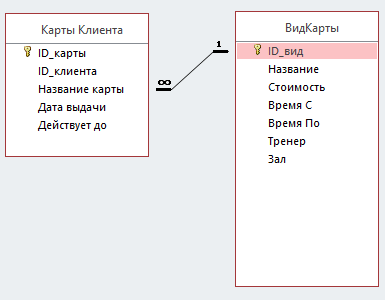 Карты Клиента
ID_карты
ID_клиента
Название карты
Дата выдачи
Действует до
∞
1
ВидКарты
ID_вид
Название
Стоимость
Время С
Время По
Тренер
Зал